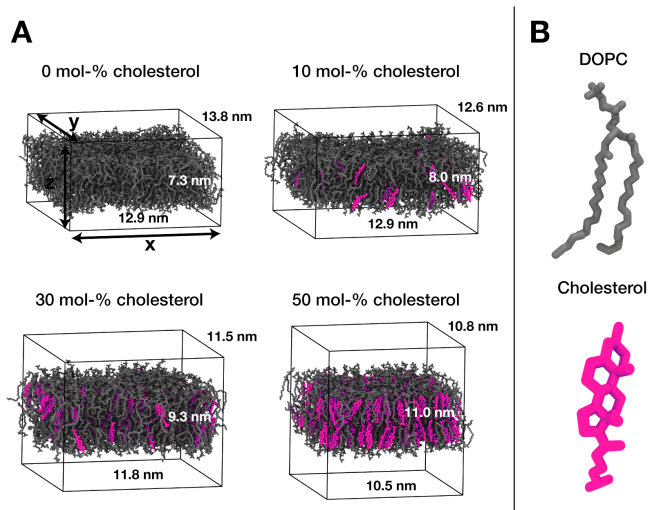 A
0 mol-% cholesterol
13.8 nm
y
z
7.3 nm
12.9 nm
x
10 mol-% cholesterol
12.6 nm
8.0 nm
12.9 nm
30 mol-% cholesterol
11.5 nm
9.3 nm
11.8 nm
50 mol-% cholesterol
10.8 nm
11.0 nm
10.5 nm
B
DOPC
Cholesterol